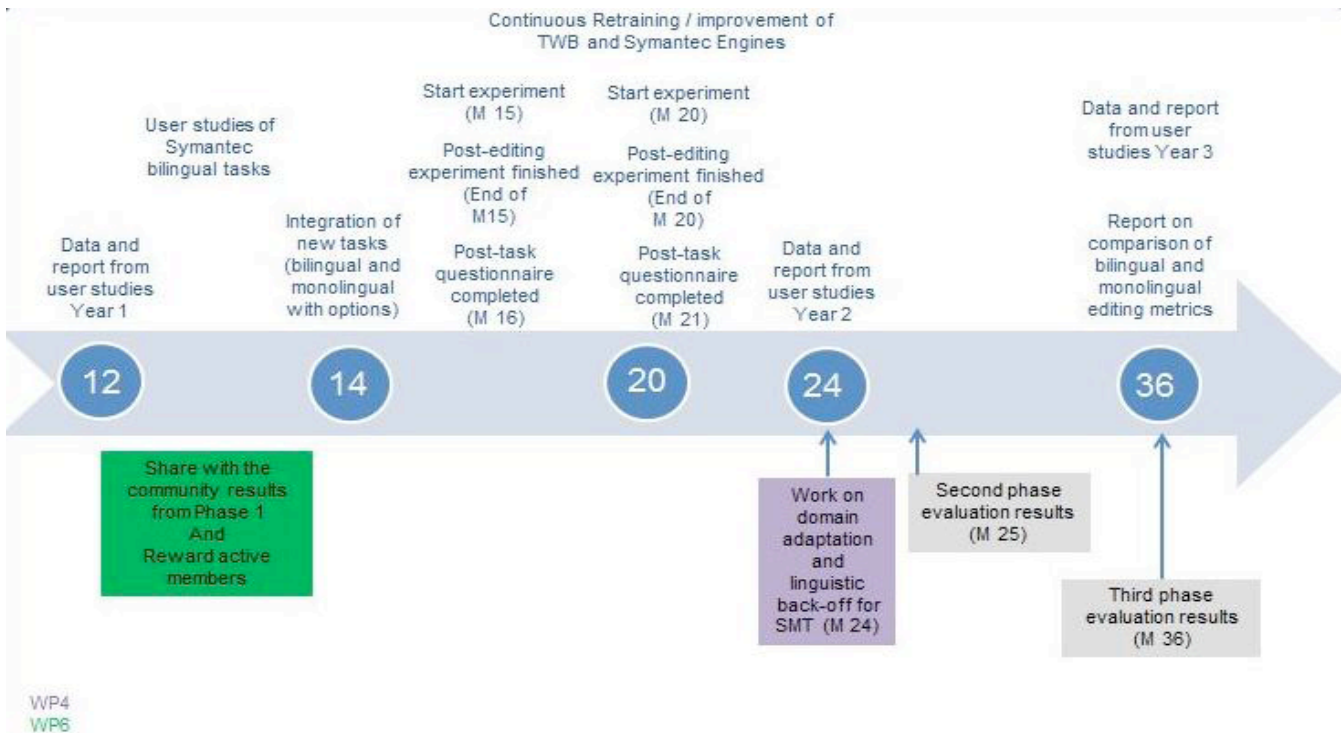 Continuous Retraining / improvement of
TWB and Symantec Engines
User studies of
Symantec
bilingual tasks
Data and
report from
user studies
Year 1
Integration of
new tasks
(bilingual and
monolingual
with options)
Start experiment
(M 15)
Post-editing
experiment finished
(End of
M15)
Post-task
questionnaire
completed
(M 16)
Start experiment
(M 20)
Post-editing
experiment finished
(End of
M 20)
Post-task
questionnaire
completed
(M 21)
Data and
report from
user studies
Year 2
Data and report
from user
studies Year 3
Report on
comparison of
bilingual and
monolingual
editing metrics
12
14
20
24
36
Share with the
community results
from Phase 1
And
Reward active
members
Work on
domain
adaptation
and
linguistic
back-off for
SMT (M 24)
Second phase
evaluation results
(M 25)
Third phase
evaluation results
(M 36)
WP4
WP6